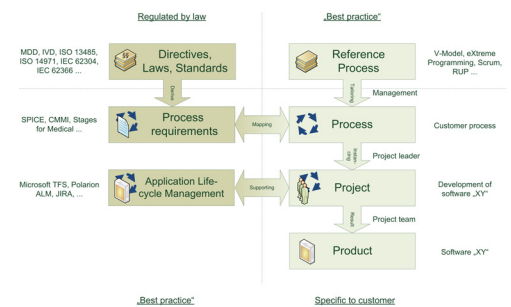 Regulated by law
„Best practice“
MDD, IVD, ISO 13485,
ISO 14971, IEC 62304,
IEC 62366 ...
Directives,
Laws, Standards
Reference
Process
V-Model, eXtreme
Programming, Scrum,
RUP ...
Derive
Tailoring
Management
SPICE, CMMI, Stages
for Medical ...
Process
requirements
Mapping
Process
Customer process
Project leader
Microsoft TFS, Polarion
ALM, JIRA, ...
Application Life-
cycle Management
Supporting
Project
Development of
software „XY“
Result
Project team
Product
Software „XY“
„Best practice“
Specific to customer